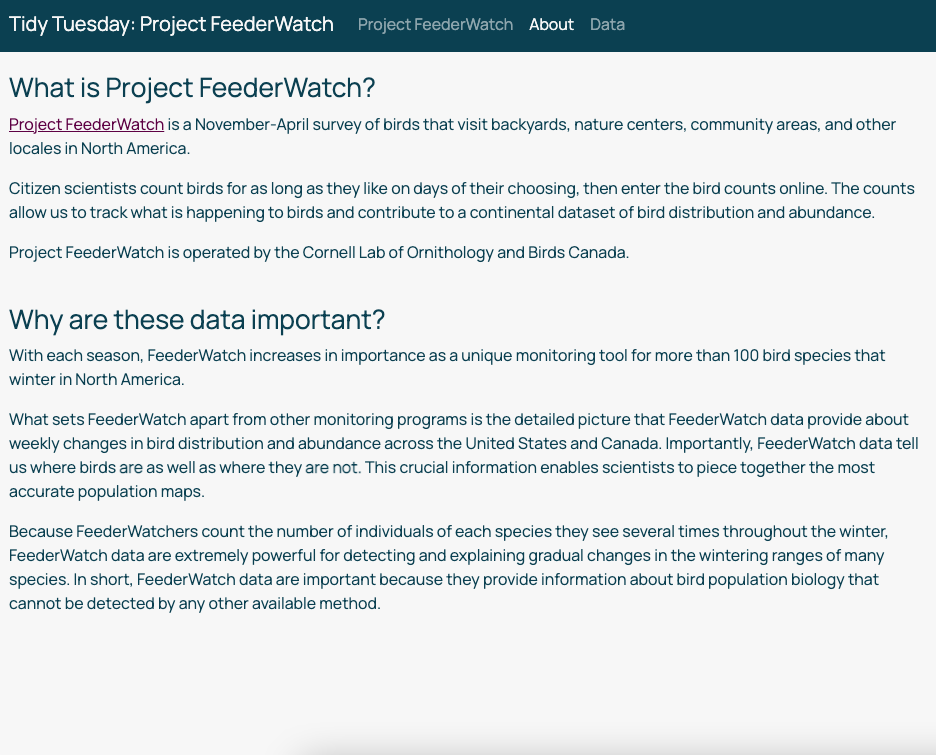 Tidy Tuesday: Project FeederWatch Project FeederWatch About Data
What is Project FeederWatch?
Project FeederWatch is a November-April survey of birds that visit backyards, nature centers, community areas, and other
locales in North America.
Citizen scientists count birds for as long as they like on days of their choosing, then enter the bird counts online. The counts
allow us to track what is happening to birds and contribute to a continental dataset of bird distribution and abundance.
Project FeederWatch is operated by the Cornell Lab of Ornithology and Birds Canada.
Why are these data important?
With each season, FeederWatch increases in importance as a unique monitoring tool for more than 100 bird species that
winter in North America.
What sets FeederWatch apart from other monitoring programs is the detailed picture that FeederWatch data provide about
weekly changes in bird distribution and abundance across the United States and Canada. Importantly, FeederWatch data tell
us where birds are as well as where they are not. This crucial information enables scientists to piece together the most
accurate population maps.
Because FeederWatchers count the number of individuals of each species they see several times throughout the winter,
FeederWatch data are extremely powerful for detecting and explaining gradual changes in the wintering ranges of many
species. In short, FeederWatch data are important because they provide information about bird population biology that
cannot be detected by any other available method.